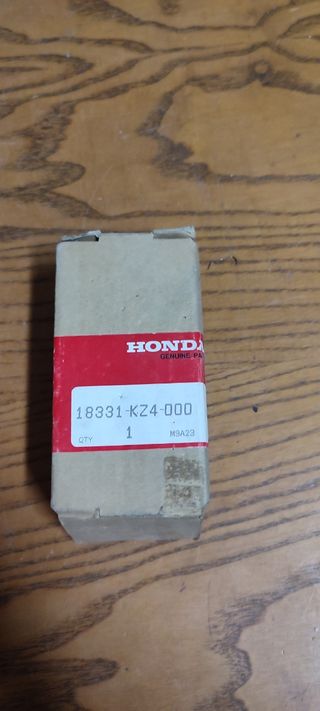 HONDA
GENUINE PA
18331-KZ4-000
QTY 1 M9A23